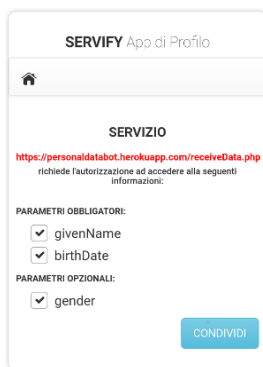 SERVIFY App di Profilo
SERVIZIO
https://personaldatabot.herokuapp.com/receiveData.php
richiede l'autorizzazione ad accedere alla seguenti
informazioni:
PARAMETRI OBBLIGATORI:
givenName
birthDate
PARAMETRI OPZIONALI:
gender
CONDIVIDI